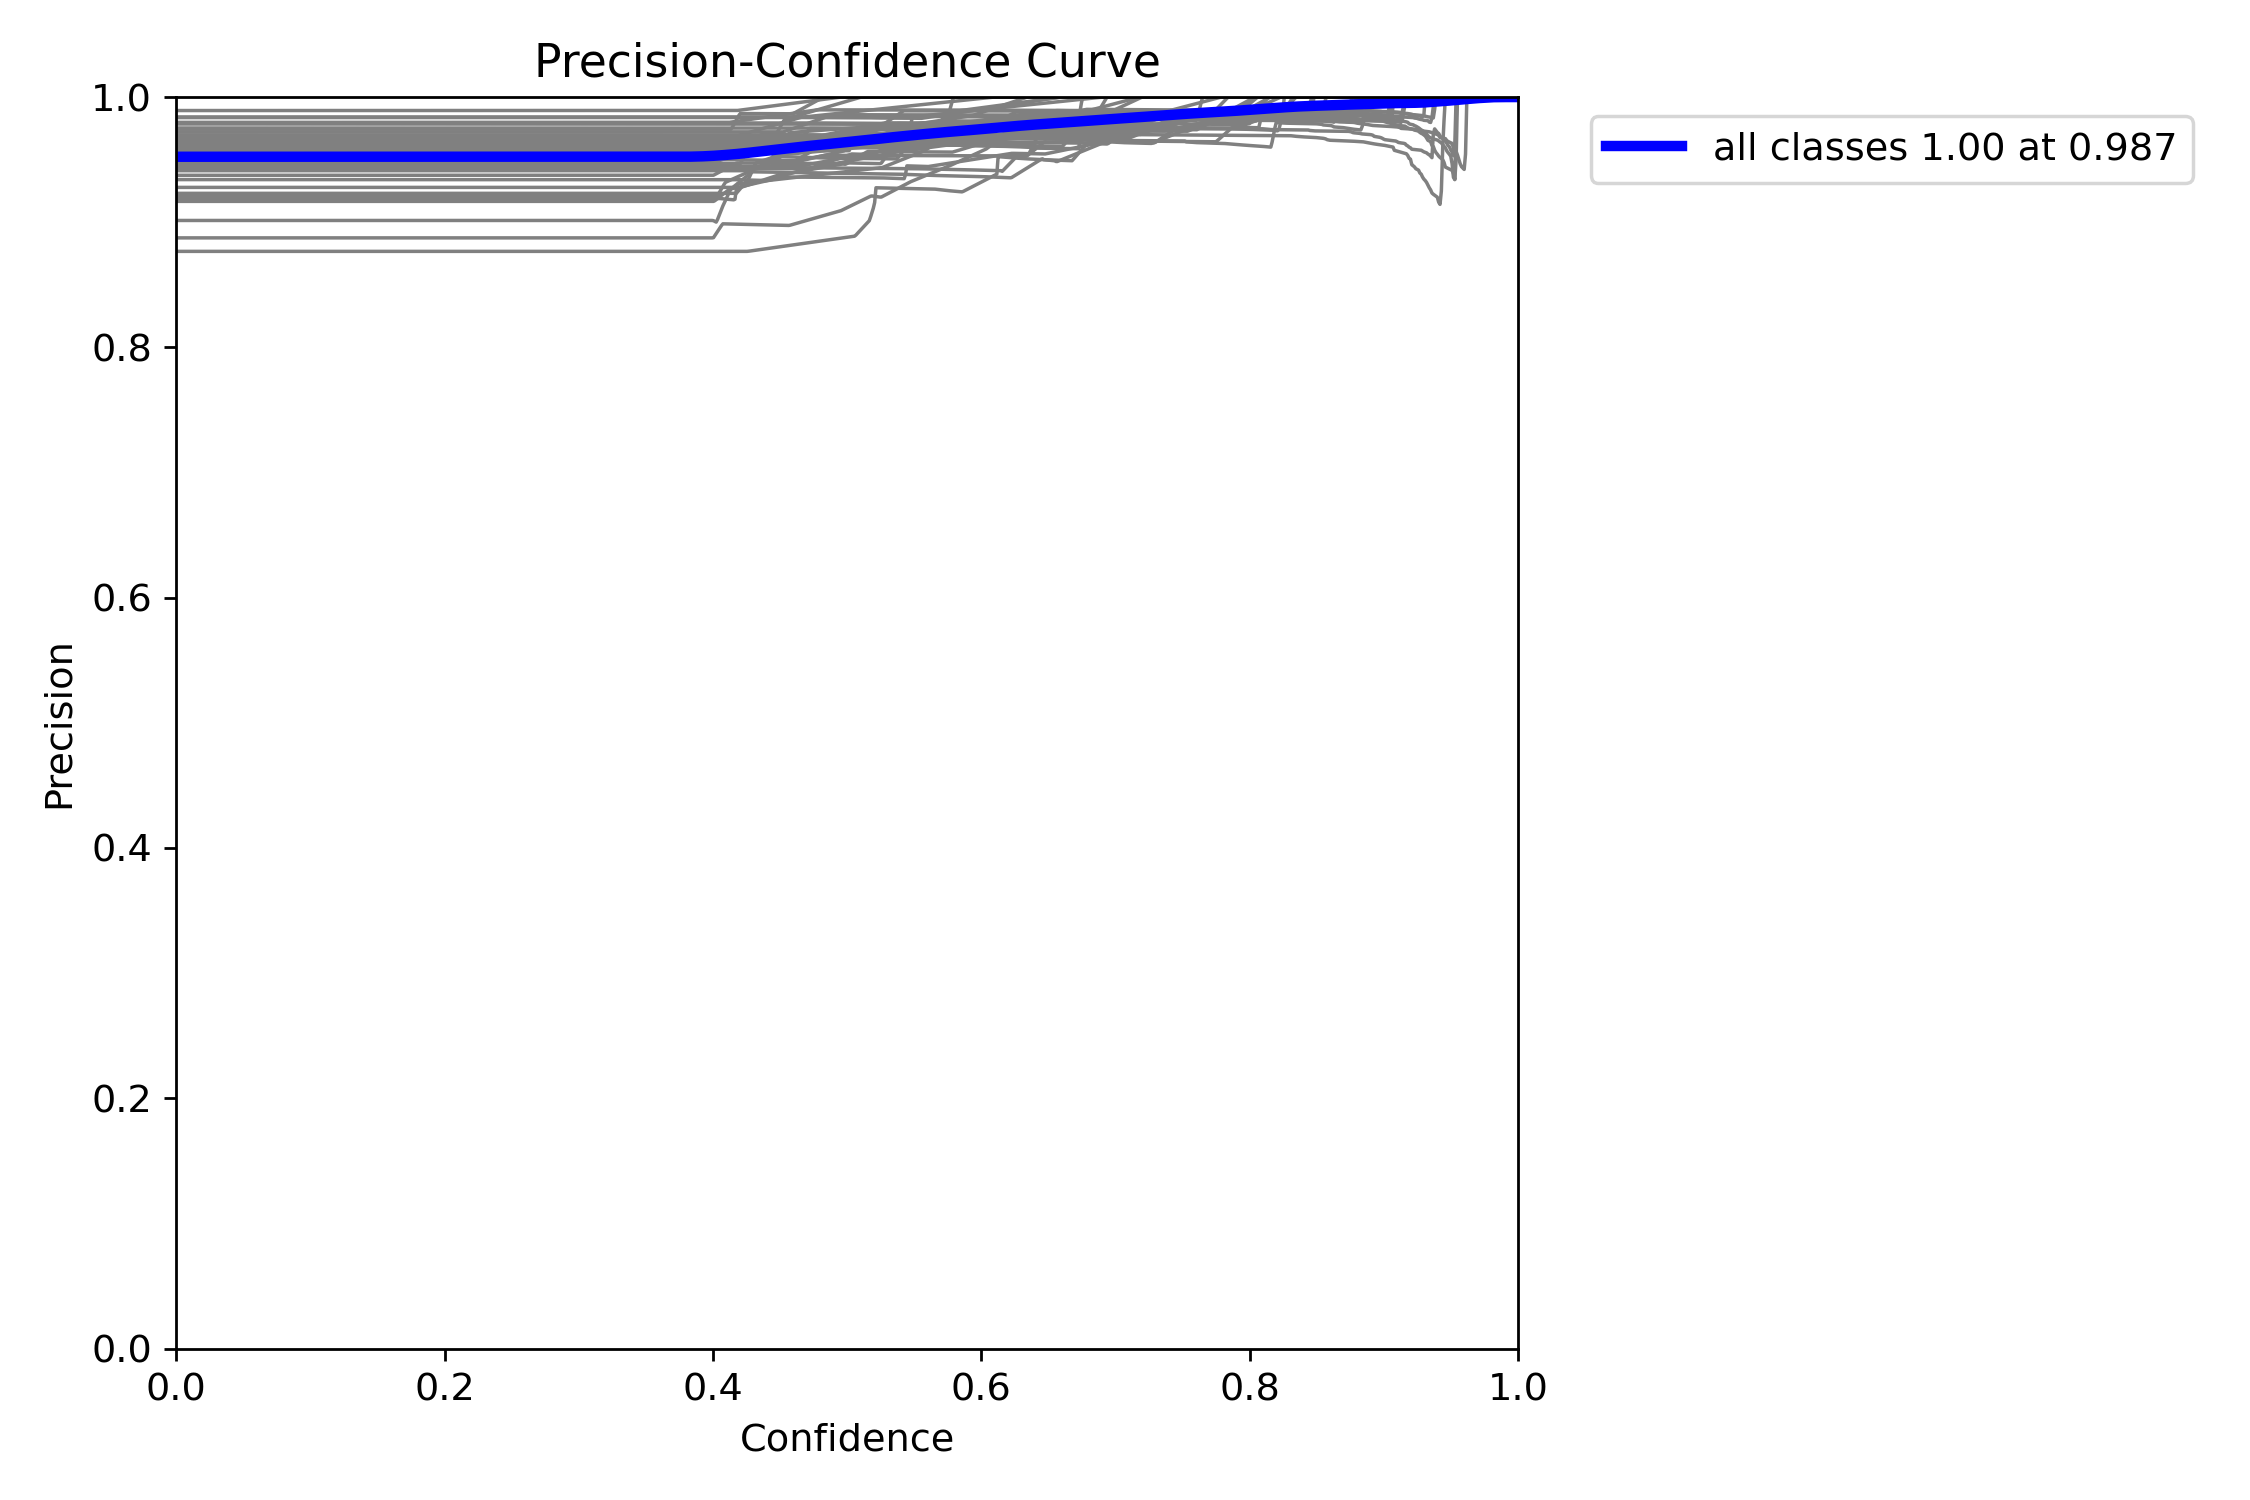 Precision-Confidence Curve
1.0
0.8
0.6
0.4
0.2
0.0
Precision
0.0 0.2 0.4 0.6 0.8 1.0
Confidence
all classes 1.00 at 0.987